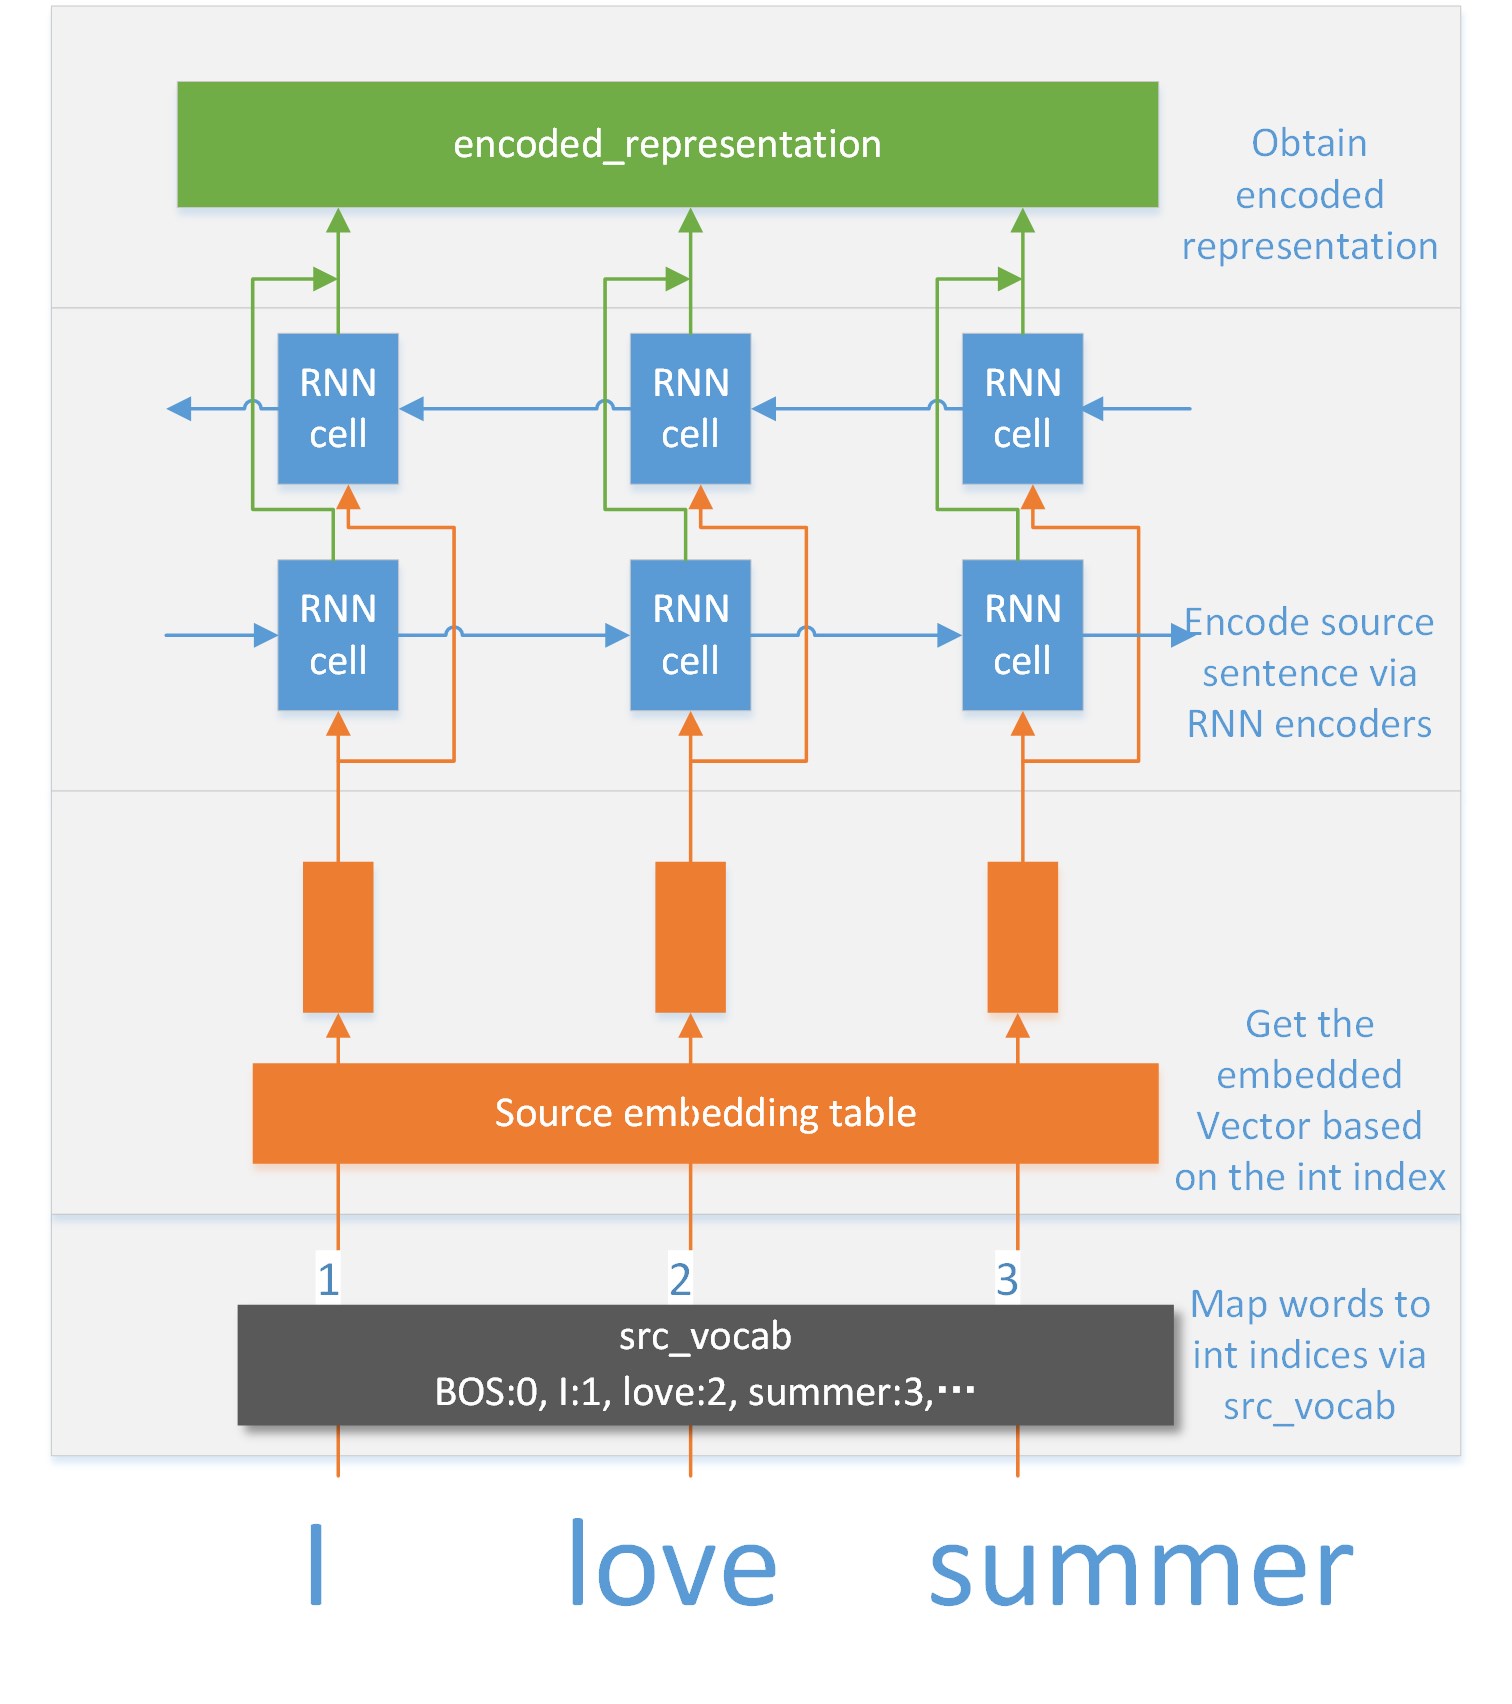 encoded_representation
Obtain
encoded
representation
RNN
cell
RNN
cell
RNN
cell
RNN
cell
RNN
cell
RNN
cell
Encode source
sentence via
RNN encoders
Source embedding table
Get the
embedded
Vector based
on the int index
1
2
3
src_vocab
BOS:0, I:1, love:2, summer:3,⋯
Map words to
int indices via
src_vocab
I love summer